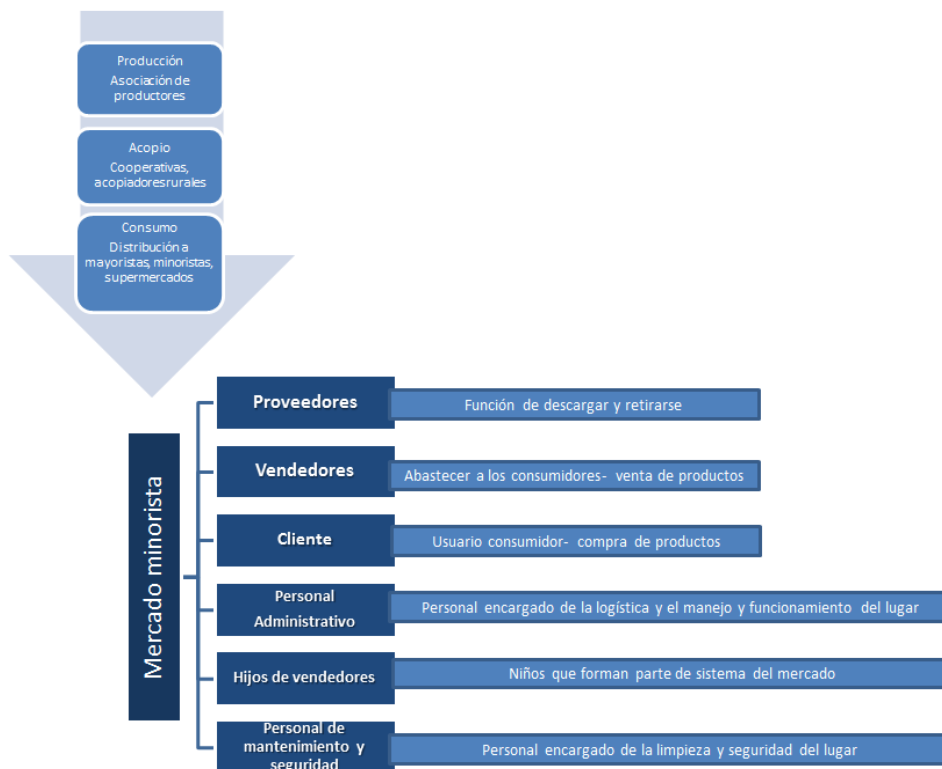 Producción
Asociación de
productores
Acopio
Cooperativas,
acopiadoresrurales
Consumo
Distribución a
mayoristas, minoristas,
supermercados
Mercado minorista
Proveedores
Función de descargar y retirarse
Vendedores
Abastecer a los consumidores- venta de productos
Cliente
Usuario consumidor- compra de productos
Personal
Administrativo
Personal encargado de la logística y el manejo y funcionamiento del lugar
Hijos de vendedores
Niños que forman parte de sistema del mercado
Personal de
mantenimiento y
seguridad
Personal encargado de la limpieza y seguridad del lugar